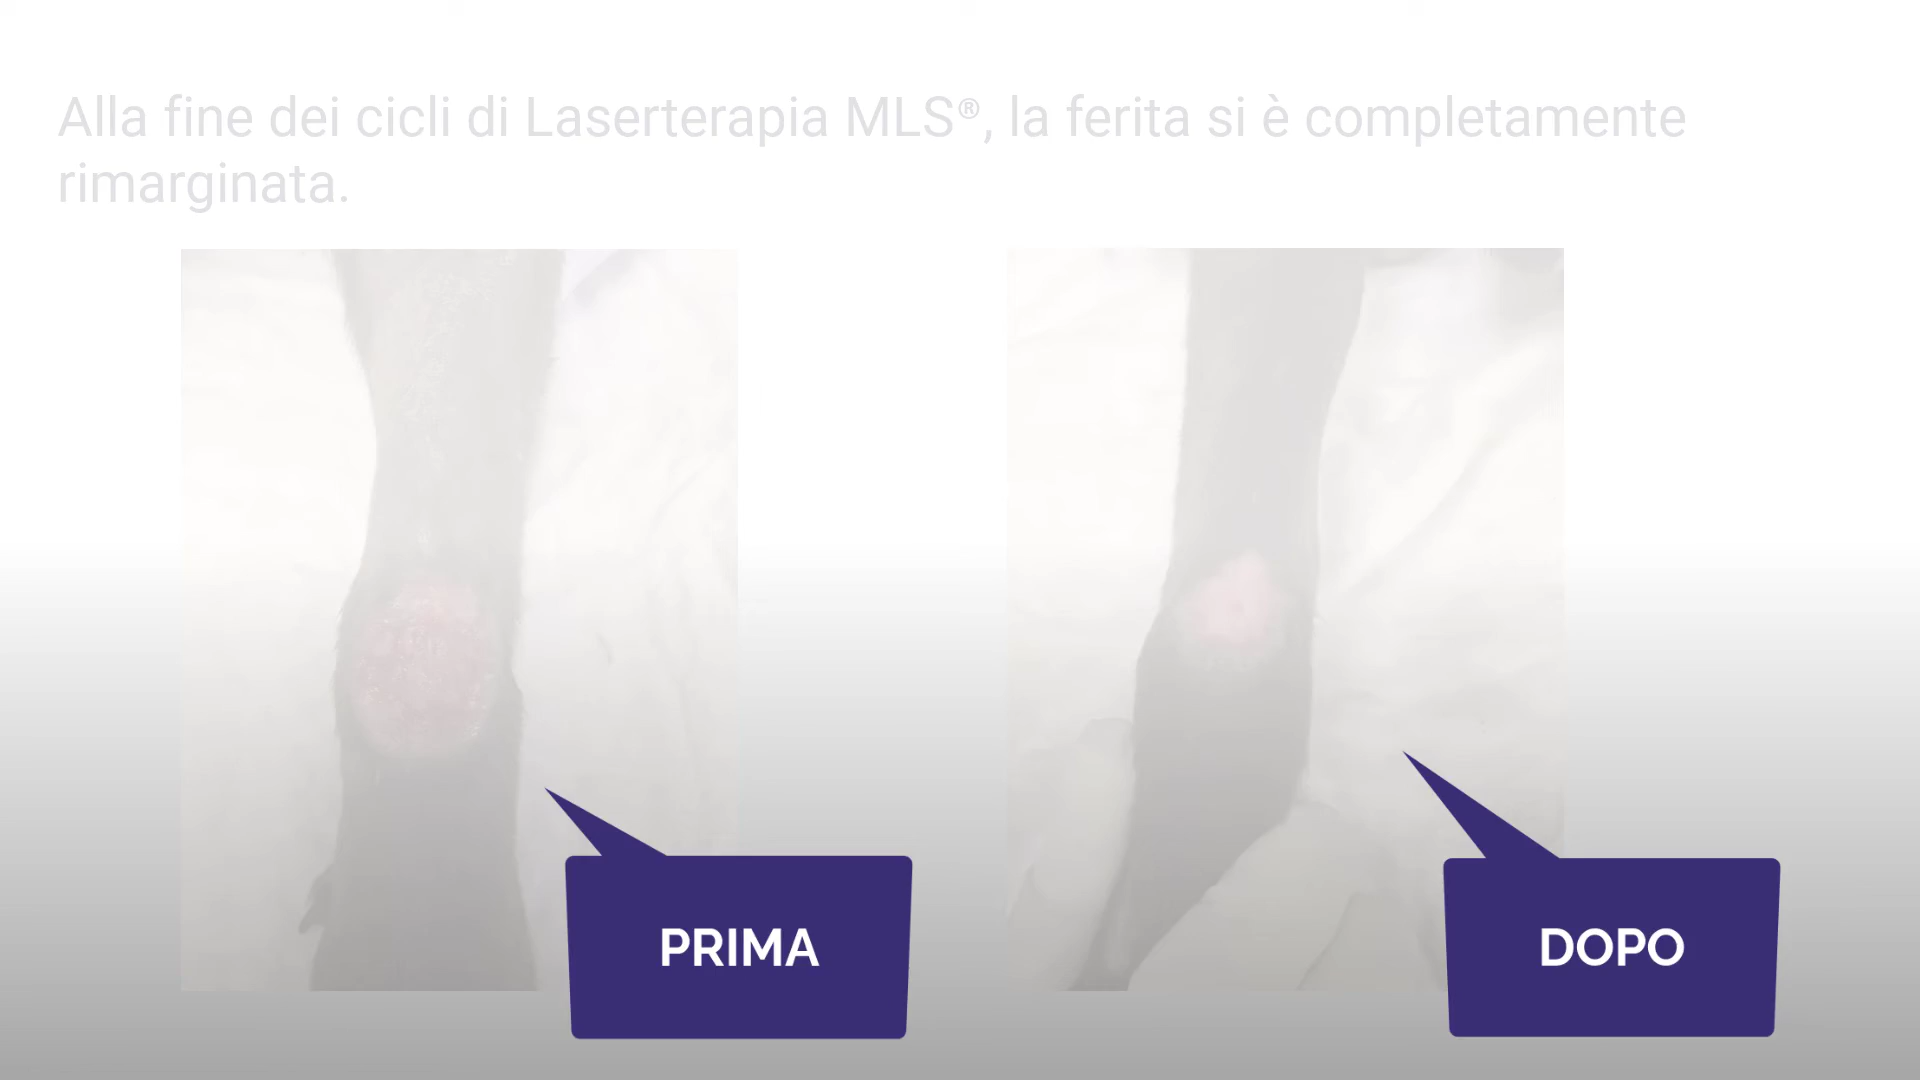 Alla fine dei cicli di Laserterapia MLS®, la ferita si è completamente
rimarginata.
PRIMA
DOPO